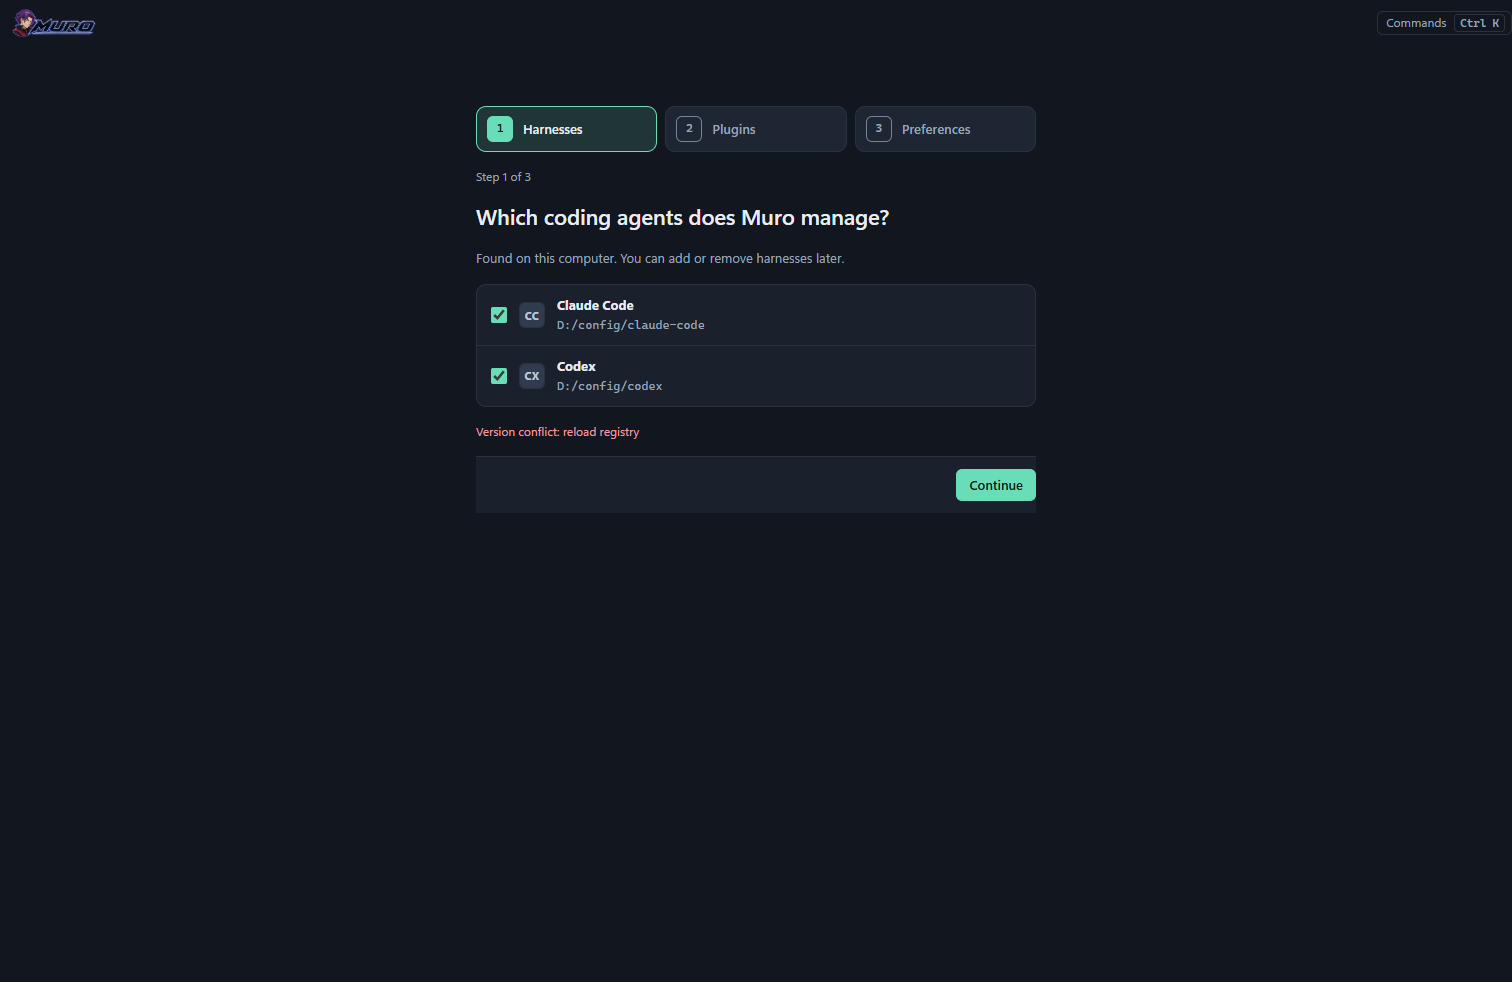 MURO
Commands Ctrl K
1 Harnesses
2 Plugins
3 Preferences
Step 1 of 3
Which coding agents does Muro manage?
Found on this computer. You can add or remove harnesses later.
CC
Claude Code
D:/config/claude-code
CX
Codex
D:/config/codex
Version conflict: reload registry
Continue